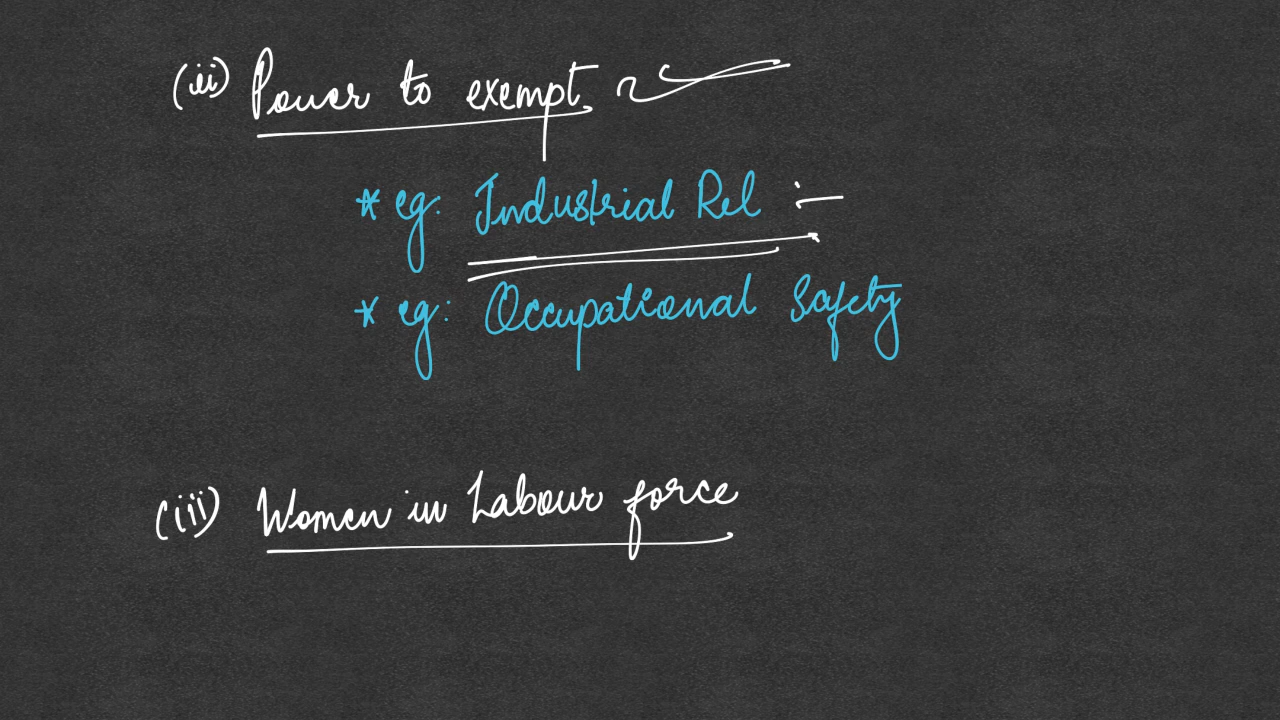 (ii) Power to exempt.
* eg: Industrial Rel :-
* eg: Occupational Safety
(iii) Women in Labour force